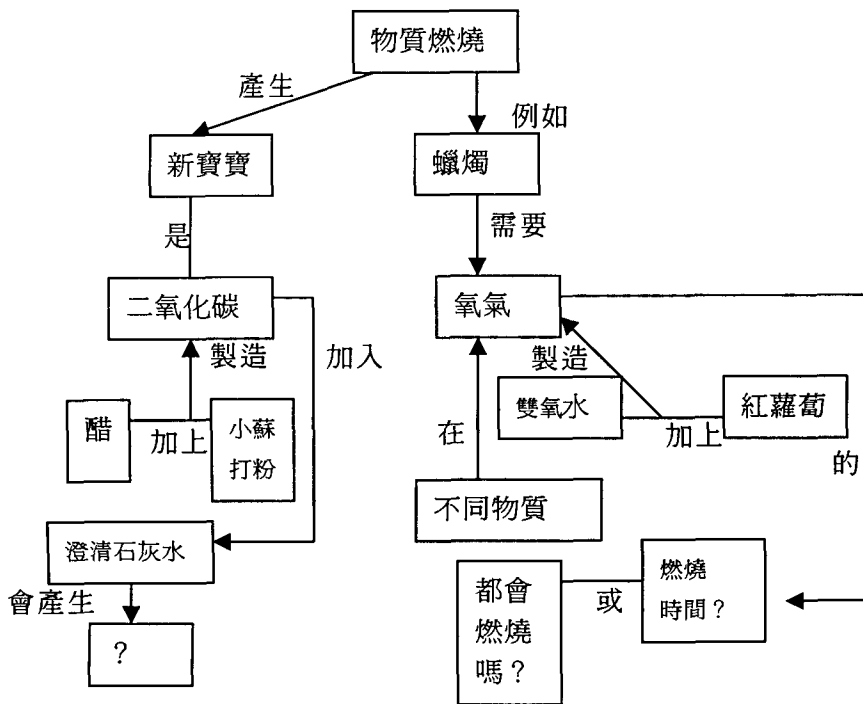 物質燃燒
產生
例如
新寶寶
蠟燭
是
需要
二氧化碳
氧氣
製造
加入
製造
醋
加上
小蘇
打粉
在
雙氧水
加上
紅蘿蔔
的
不同物質
澄清石灰水
會產生
?
都會
燃燒
嗎？
或
燃燒
時間？